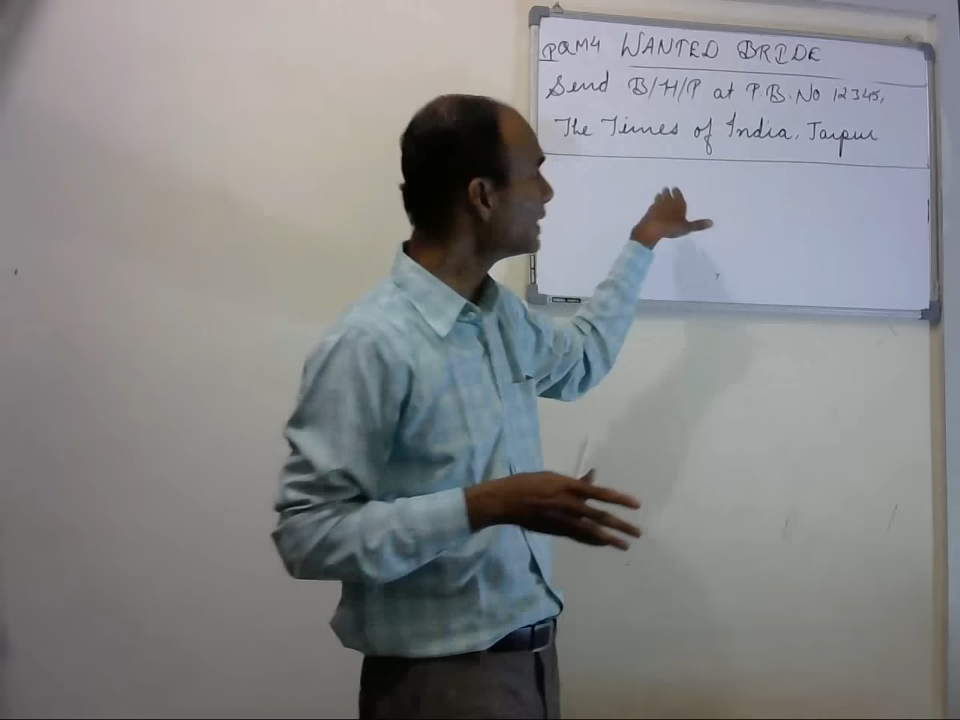 PQM4 WANTED BRIDE
Send B/H/P at P.B. No 12345,
The Times of India, Jaipur